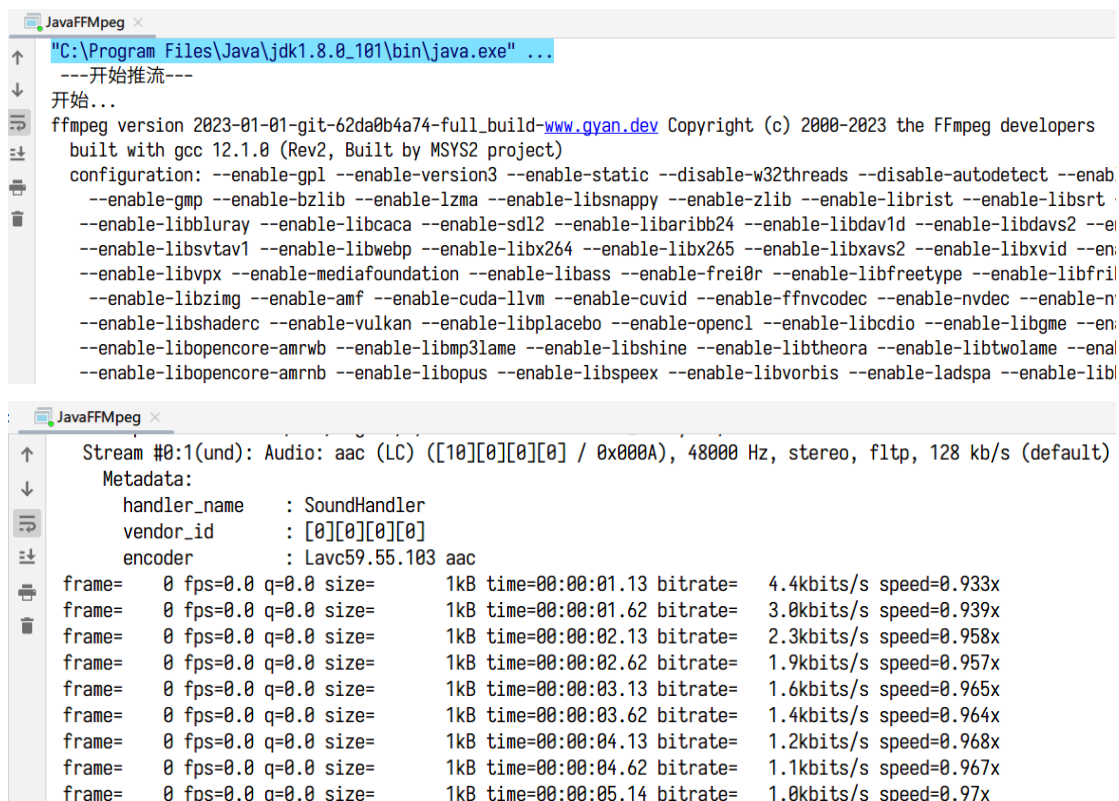 JavaFFMpeg
"C:\Program Files\Java\jdk1.8.0_101\bin\java.exe" ...
---开始推流---
开始...
ffmpeg version 2023-01-01-git-62da0b4a74-full_build-www.gyan.dev Copyright (c) 2000-2023 the FFmpeg developers
built with gcc 12.1.0 (Rev2, Built by MSYS2 project)
configuration: --enable-gpl --enable-version3 --enable-static --disable-w32threads --disable-autodetect --enab
--enable-gmp --enable-bzlib --enable-lzma --enable-libsnappy --enable-zlib --enable-librist --enable-libsrt
--enable-libbluray --enable-libcaca --enable-sdl2 --enable-libaribb24 --enable-libdav1d --enable-libdavs2 --e
--enable-libsvtav1 --enable-libwebp --enable-libx264 --enable-libx265 --enable-libxavs2 --enable-libxvid --en
--enable-libvpx --enable-mediafoundation --enable-libass --enable-frei0r --enable-libfreetype --enable-libfri
--enable-libzimg --enable-amf --enable-cuda-llvm --enable-cuvid --enable-ffnvcodec --enable-nvdec --enable-n
--enable-libshaderc --enable-vulkan --enable-libplacebo --enable-opencl --enable-libcdio --enable-libgme --en
--enable-libopencore-amrwb --enable-libmp3lame --enable-libshine --enable-libtheora --enable-libtwolame --ena
--enable-libopencore-amrnb --enable-libopus --enable-libspeex --enable-libvorbis --enable-ladspa --enable-lib
JavaFFMpeg
Stream #0:1(und): Audio: aac (LC) ([10][0][0][0] / 0x000A), 48000 Hz, stereo, fltp, 128 kb/s (default)
Metadata:
handler_name : SoundHandler
vendor_id : [0][0][0][0]
encoder : Lavc59.55.103 aac
frame= 0 fps=0.0 q=0.0 size= 1kB time=00:00:01.13 bitrate= 4.4kbits/s speed=0.933x
frame= 0 fps=0.0 q=0.0 size= 1kB time=00:00:01.62 bitrate= 3.0kbits/s speed=0.939x
frame= 0 fps=0.0 q=0.0 size= 1kB time=00:00:02.13 bitrate= 2.3kbits/s speed=0.958x
frame= 0 fps=0.0 q=0.0 size= 1kB time=00:00:02.62 bitrate= 1.9kbits/s speed=0.957x
frame= 0 fps=0.0 q=0.0 size= 1kB time=00:00:03.13 bitrate= 1.6kbits/s speed=0.965x
frame= 0 fps=0.0 q=0.0 size= 1kB time=00:00:03.62 bitrate= 1.4kbits/s speed=0.964x
frame= 0 fps=0.0 q=0.0 size= 1kB time=00:00:04.13 bitrate= 1.2kbits/s speed=0.968x
frame= 0 fps=0.0 q=0.0 size= 1kB time=00:00:04.62 bitrate= 1.1kbits/s speed=0.967x
frame= 0 fps=0.0 q=0.0 size= 1kB time=00:00:05.14 bitrate= 1.0kbits/s speed=0.97x